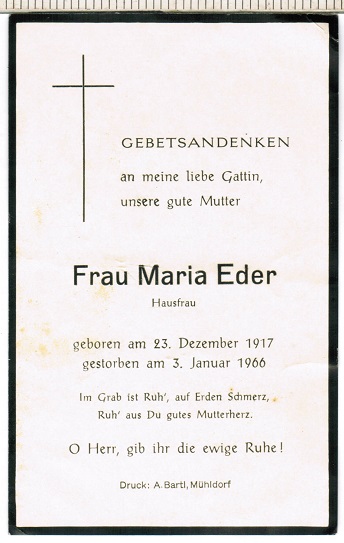 GEBETSANDENKEN
an meine liebe Gattin,
unsere gute Mutter
Frau Maria Eder
Hausfrau
geboren am 23. Dezember 1917
gestorben am 3. Januar 1966
Im Grab ist Ruh', auf Erden Schmerz,
Ruh' aus Du gutes Mutterherz.
O Herr, gib ihr die ewige Ruhe!
Druck: A. Bartl, Mühldorf